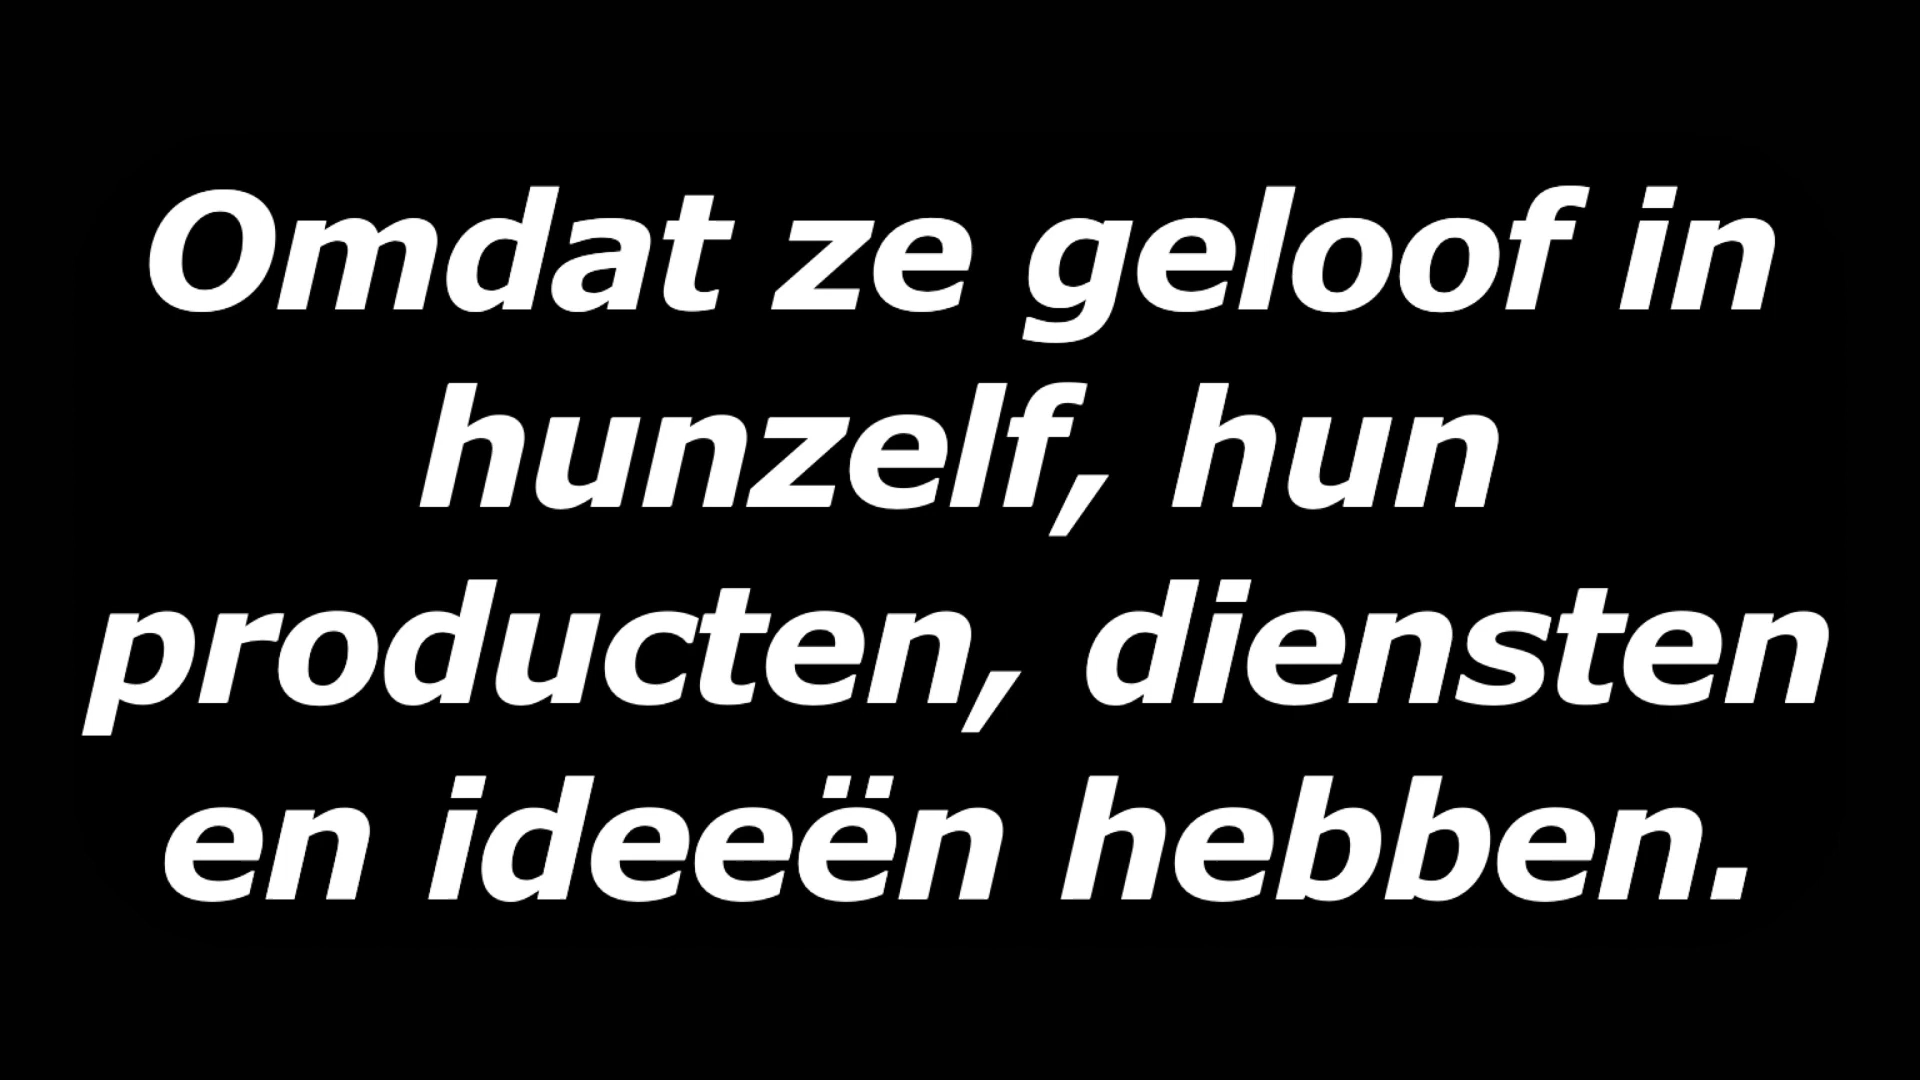 Omdat ze geloof in
hunzelf, hun
producten, diensten
en ideeën hebben.